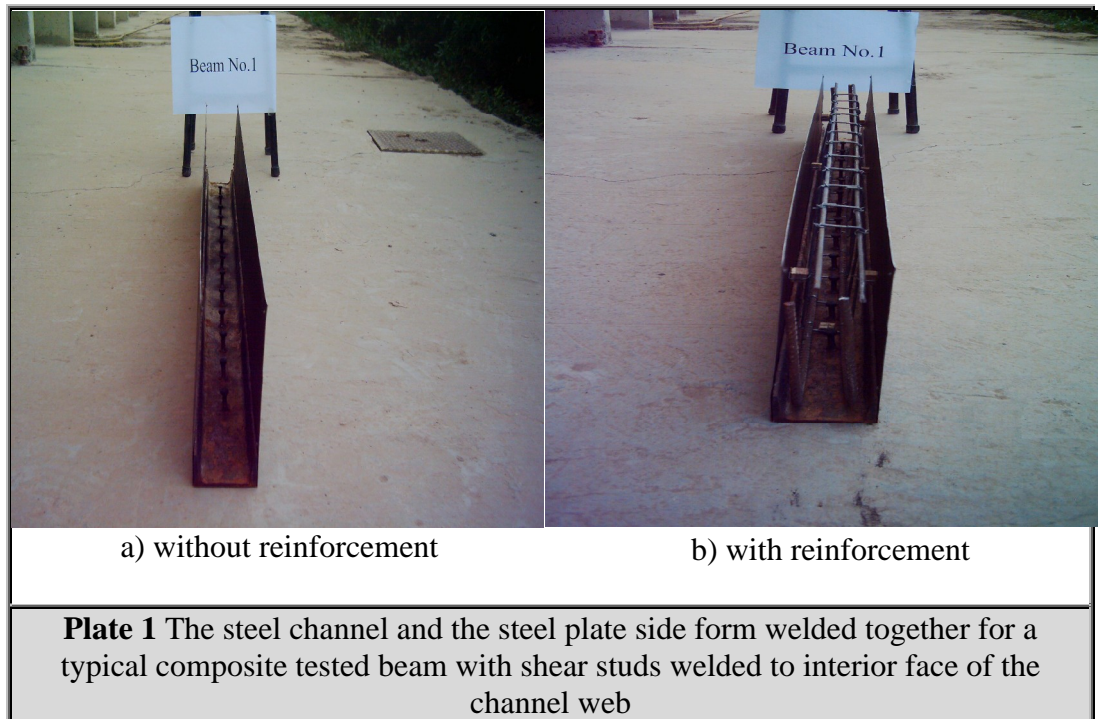 Beam No.1
Beam No.1
a) without reinforcement
b) with reinforcement
Plate 1 The steel channel and the steel plate side form welded together for a
typical composite tested beam with shear studs welded to interior face of the
channel web